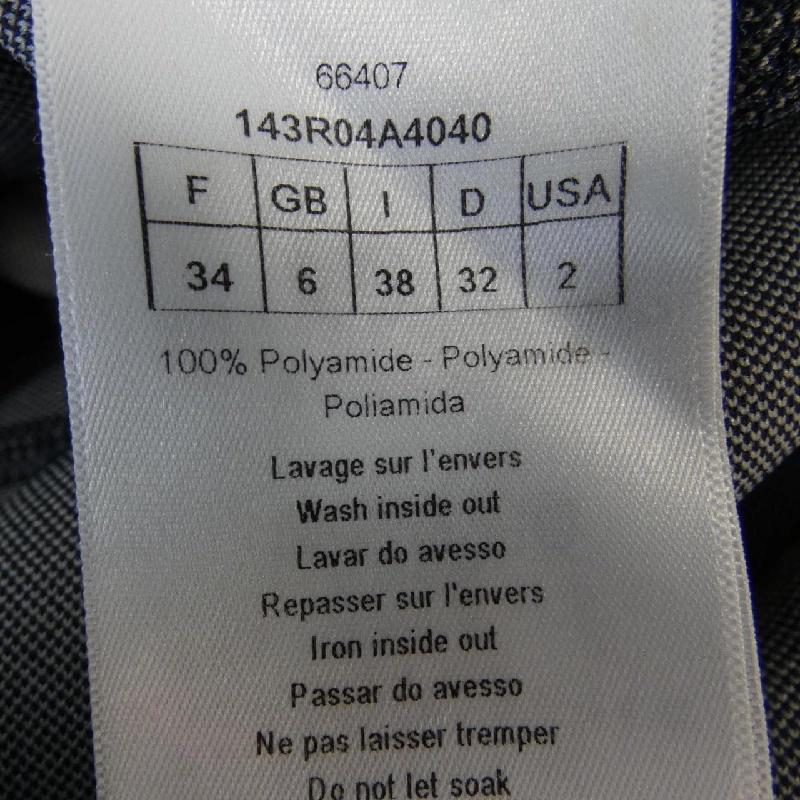 66407
143R04A4040
F GB I D USA
34 6 38 32 2
100% Polyamide - Polyamide -
Poliamida
Lavage sur l'envers
Wash inside out
Lavar do avesso
Repasser sur l'envers
Iron inside out
Passar do avesso
Ne pas laisser tremper
Do not let soak